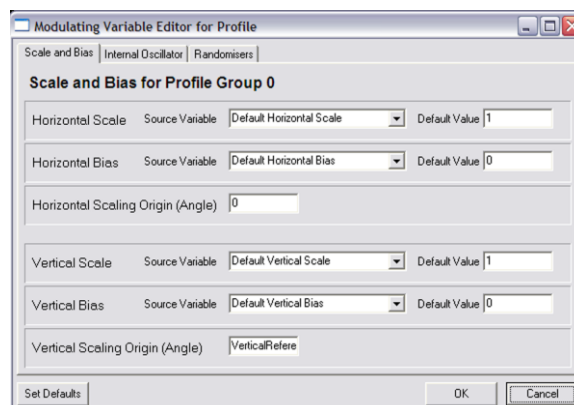 Modulating Variable Editor for Profile
Scale and Bias Internal Oscillator Randomisers
Scale and Bias for Profile Group 0
Horizontal Scale Source Variable Default Horizontal Scale Default Value 1
Horizontal Bias Source Variable Default Horizontal Bias Default Value 0
Horizontal Scaling Origin (Angle) 0
Vertical Scale Source Variable Default Vertical Scale Default Value 1
Vertical Bias Source Variable Default Vertical Bias Default Value 0
Vertical Scaling Origin (Angle) VerticalRefere
Set Defaults OK Cancel